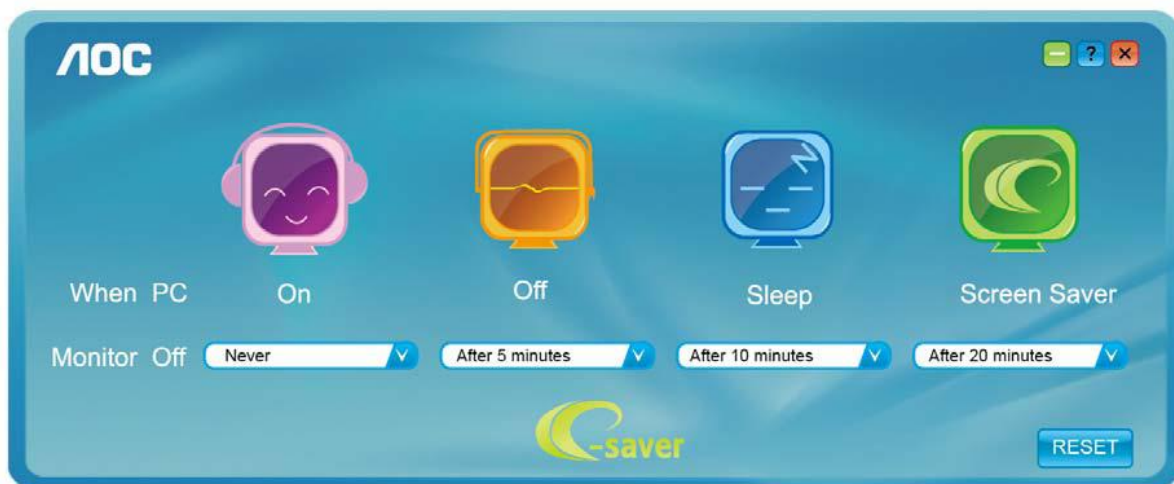 AOC
?
When PC On Off Sleep Screen Saver
Monitor Off Never After 5 minutes After 10 minutes After 20 minutes
e-saver
RESET